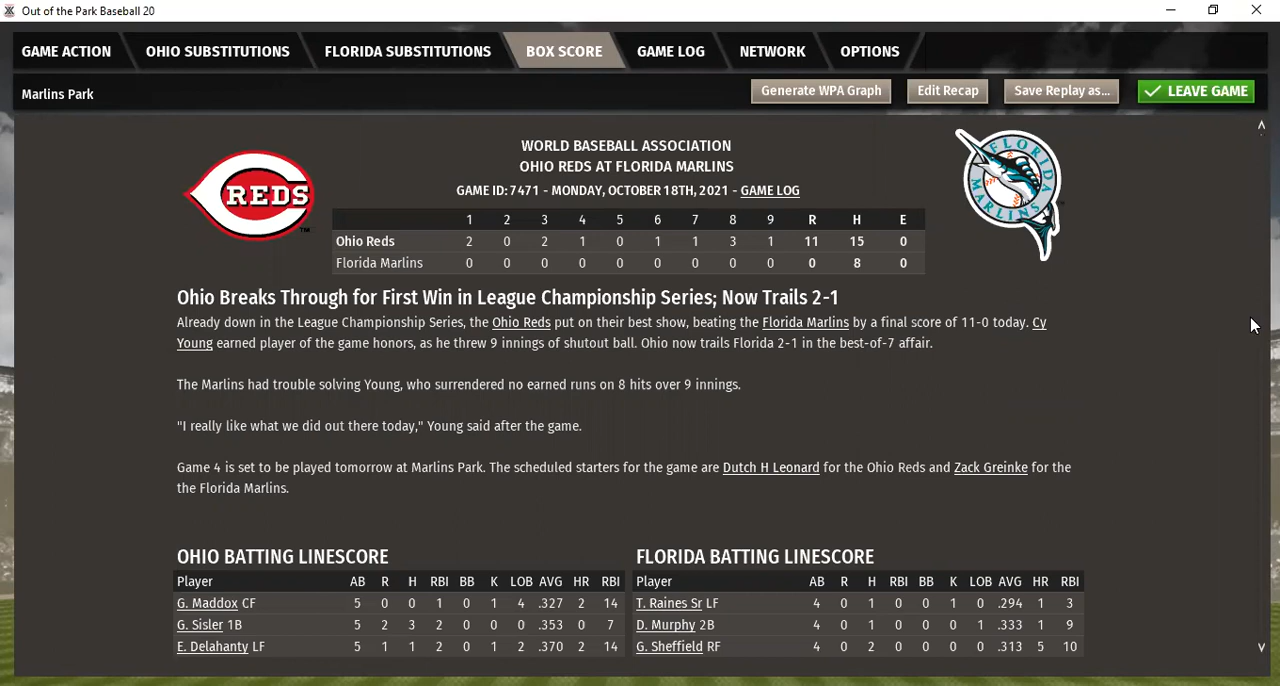 Out of the Park Baseball 20
GAME ACTION OHIO SUBSTITUTIONS FLORIDA SUBSTITUTIONS BOX SCORE GAME LOG NETWORK OPTIONS
Marlins Park Generate WPA Graph Edit Recap Save Replay as... LEAVE GAME
WORLD BASEBALL ASSOCIATION
OHIO REDS AT FLORIDA MARLINS
GAME ID: 7471 - MONDAY, OCTOBER 18TH, 2021 - GAME LOG
REDS
FLORIDA
MARLINS
1 2 3 4 5 6 7 8 9 R H E
Ohio Reds 2 0 2 1 0 1 1 3 1 11 15 0
Florida Marlins 0 0 0 0 0 0 0 0 0 0 8 0
Ohio Breaks Through for First Win in League Championship Series; Now Trails 2-1
Already down in the League Championship Series, the Ohio Reds put on their best show, beating the Florida Marlins by a final score of 11-0 today. Cy
Young earned player of the game honors, as he threw 9 innings of shutout ball. Ohio now trails Florida 2-1 in the best-of-7 affair.
The Marlins had trouble solving Young, who surrendered no earned runs on 8 hits over 9 innings.
"I really like what we did out there today," Young said after the game.
Game 4 is set to be played tomorrow at Marlins Park. The scheduled starters for the game are Dutch H Leonard for the Ohio Reds and Zack Greinke for the
the Florida Marlins.
OHIO BATTING LINESCORE
Player AB R H RBI BB K LOB AVG HR RBI
G. Maddox CF 5 0 0 1 0 1 4 .327 2 14
G. Sisler 1B 5 2 3 2 0 0 0 .353 0 7
E. Delahanty LF 5 1 1 2 0 1 2 .370 2 14
FLORIDA BATTING LINESCORE
Player AB R H RBI BB K LOB AVG HR RBI
T. Raines Sr LF 4 0 1 0 0 1 0 .294 1 3
D. Murphy 2B 4 0 1 0 0 0 1 .333 1 9
G. Sheffield RF 4 0 2 0 0 0 0 .313 5 10